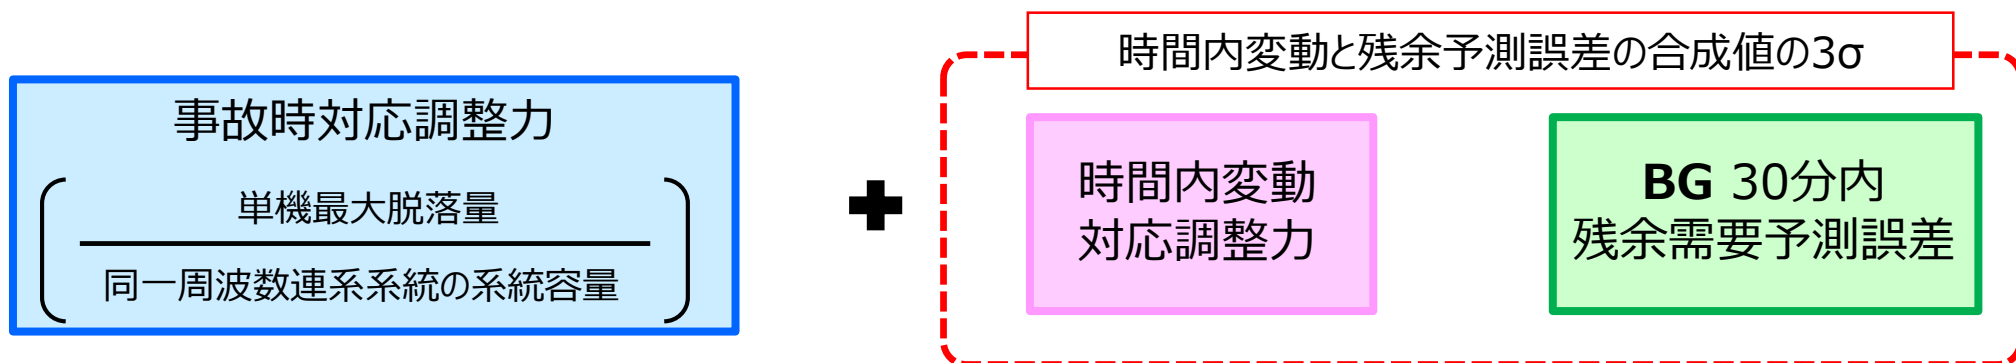 時間内変動と残余予測誤差の合成値の3σ
事故時対応調整力
単機最大脱落量
同一周波数連系系統の系統容量
+
時間内変動
対応調整力
BG 30分内
残余需要予測誤差